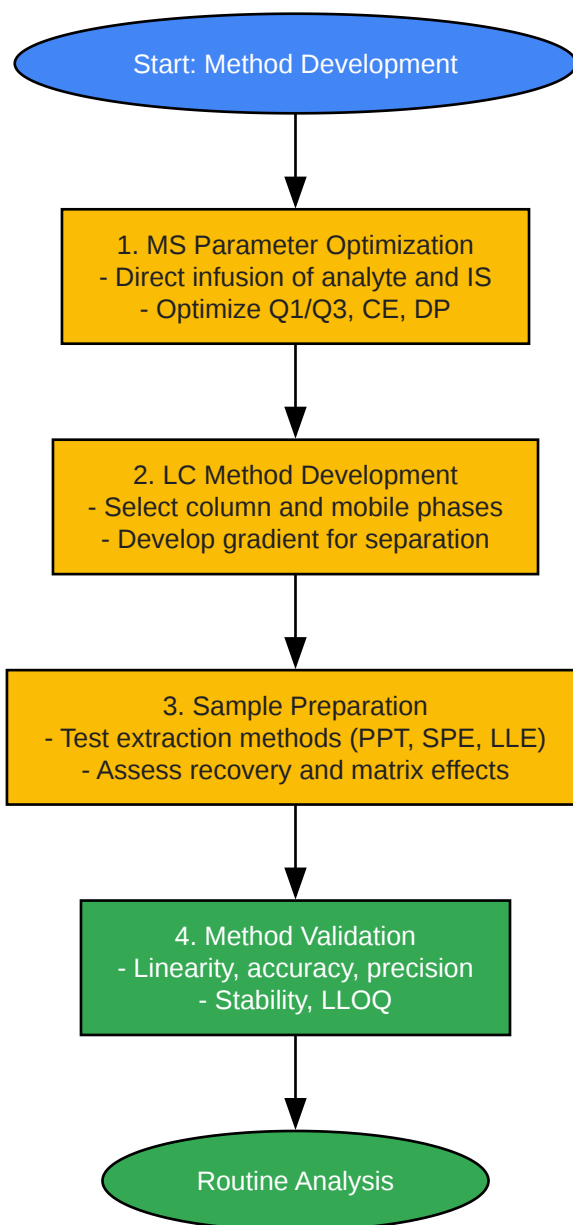 Start: Method Development
1. MS Parameter Optimization
- Direct infusion of analyte and IS
- Optimize Q1/Q3, CE, DP
2. LC Method Development
- Select column and mobile phases
- Develop gradient for separation
3. Sample Preparation
- Test extraction methods (PPT, SPE, LLE)
- Assess recovery and matrix effects
4. Method Validation
- Linearity, accuracy, precision
- Stability, LLOQ
Routine Analysis